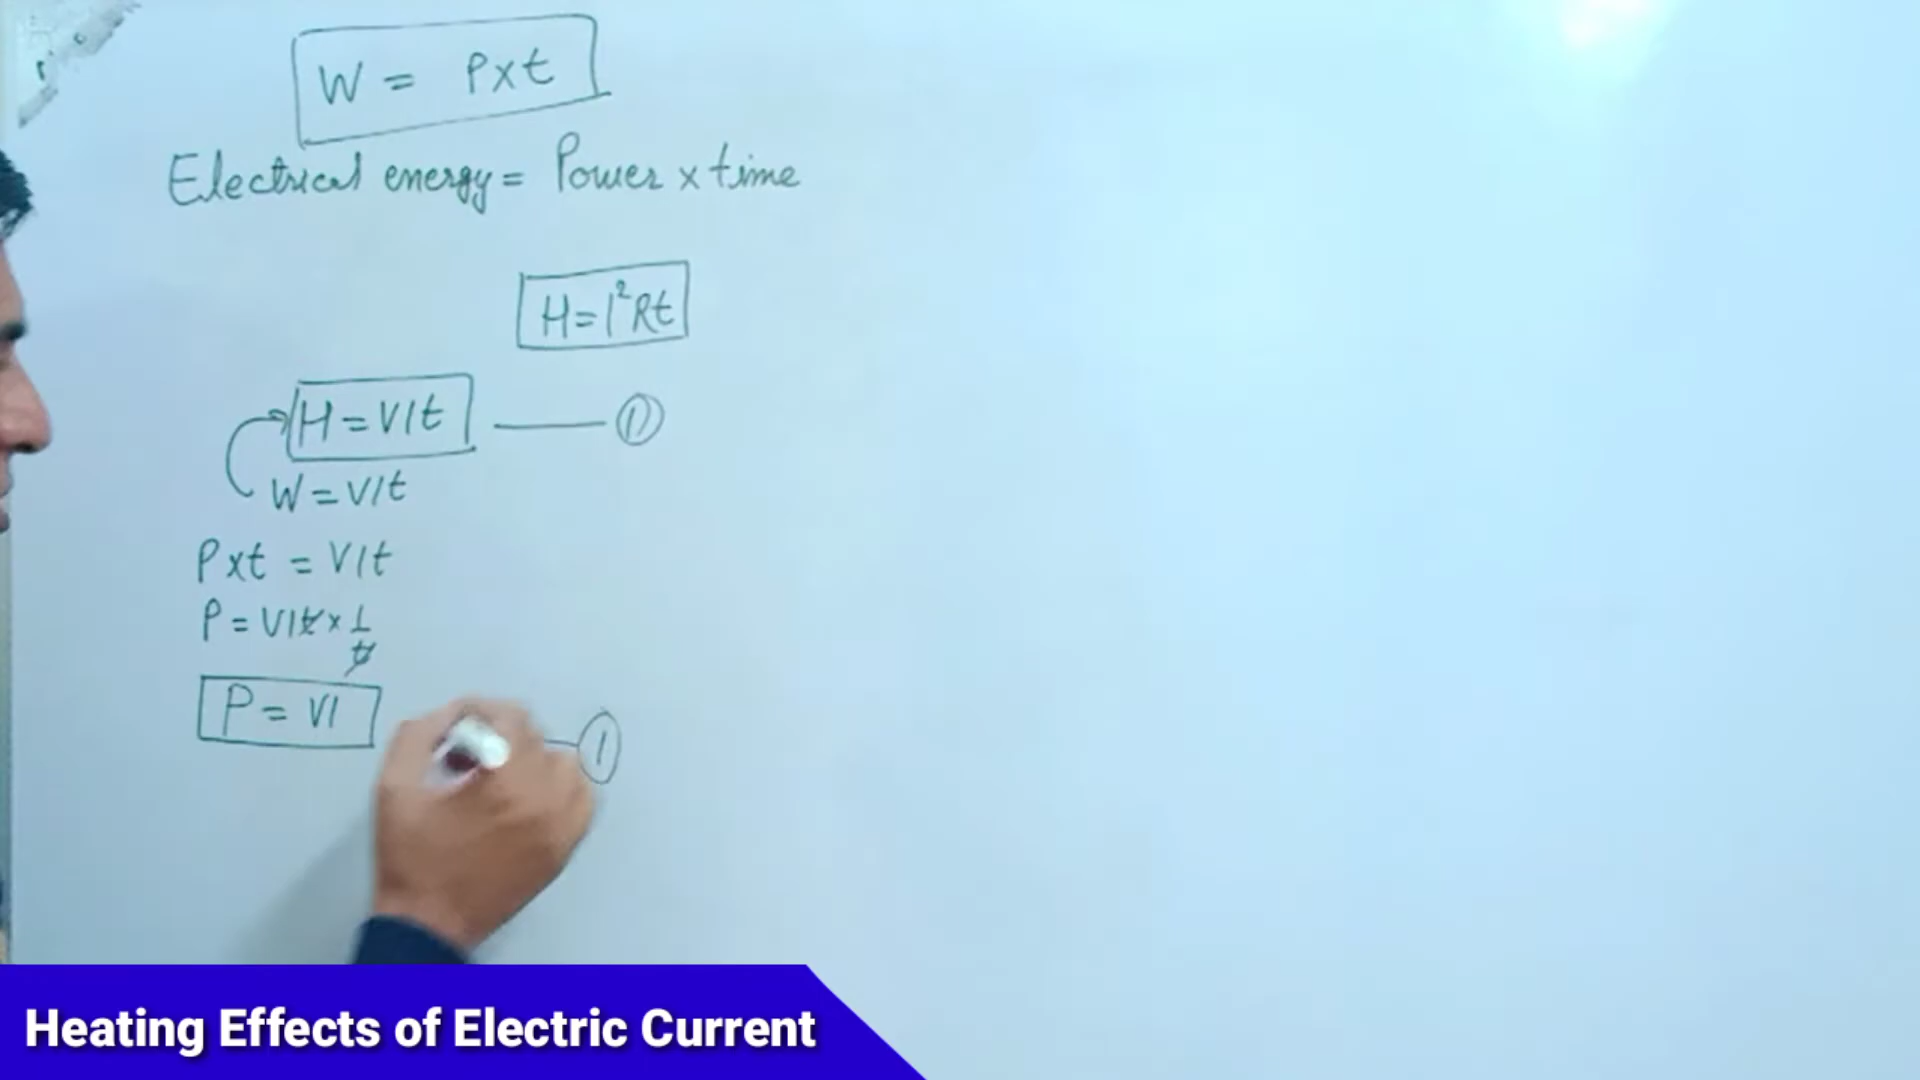 W = P×t
Electrical energy = Power × time
H = I²Rt
H = VIt —— ①
W = VIt
P×t = VIt
P = VIt × 1/t
P = VI — ①
Heating Effects of Electric Current